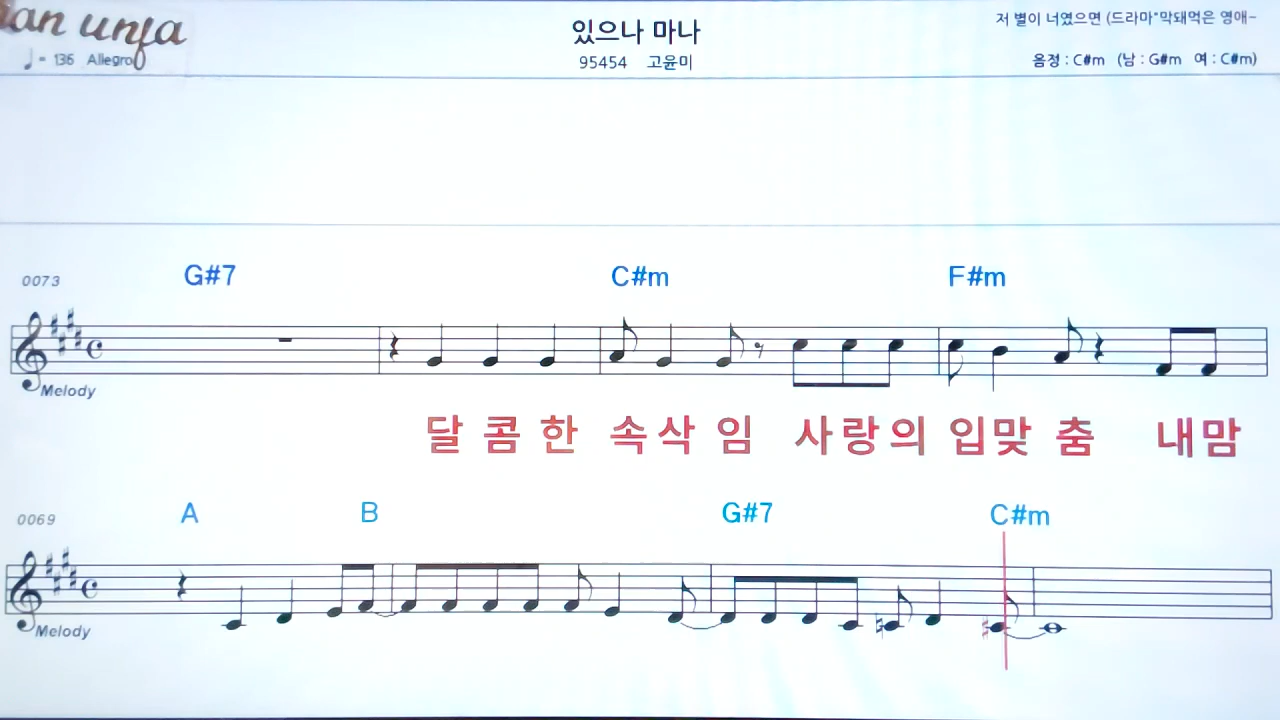 an unja
♩= 136 Allegro
있으나 마나
95454 고윤미
저 별이 너였으면 (드라마"막돼먹은 영애~
음정 : C#m (남 : G#m 여 : C#m)
0073 G#7 C#m F#m
Melody
달 콤 한 속 삭 임 사 랑 의 입 맞 춤 내 맘
0069 A B G#7 C#m
Melody